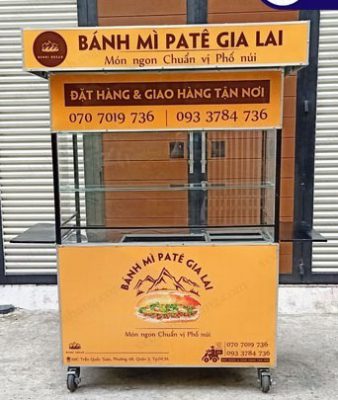 BÁNH MÌ PATÊ GIA LAI
Món ngon Chuẩn vị Phố núi
ĐẶT HÀNG & GIAO HÀNG TẬN NƠI
070 7019 736 | 093 3784 736
BÁNH MÌ PATÊ GIA LAI
Món ngon Chuẩn vị Phố núi
070 7019 736
093 3784 736